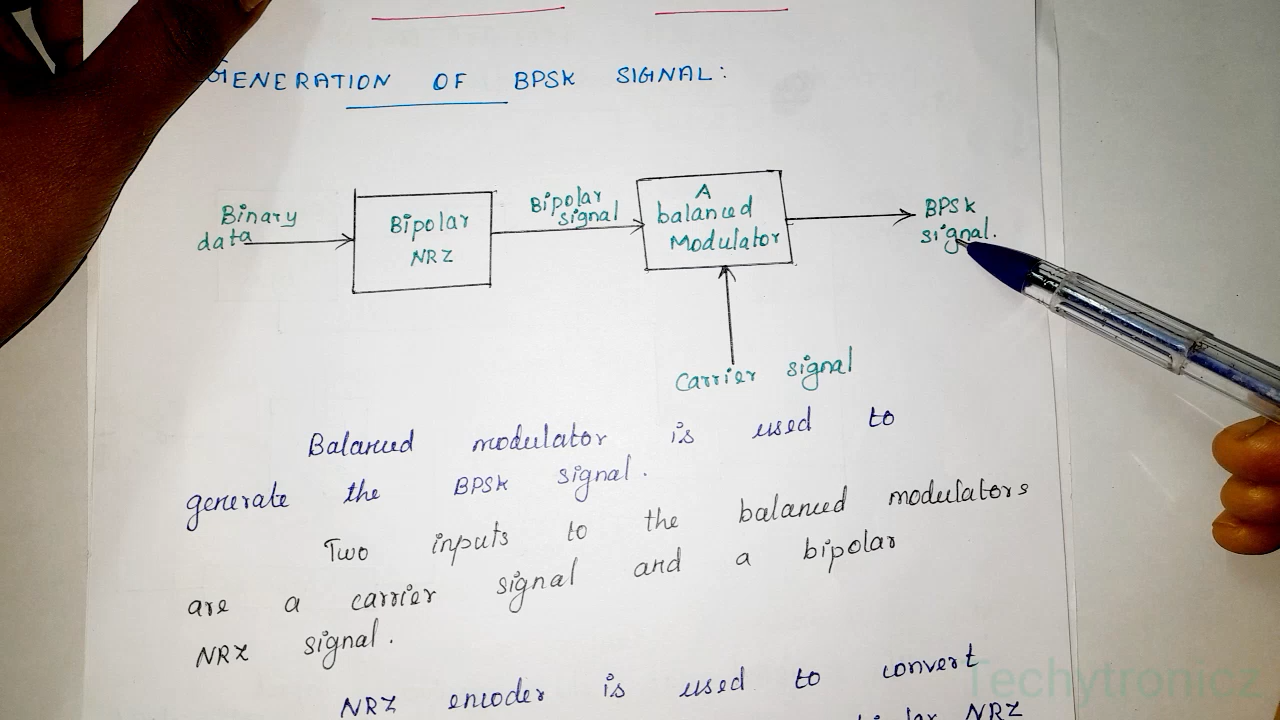 GENERATION OF BPSK SIGNAL:
Binary
data
Bipolar
NRZ
Bipolar
signal
A
balanced
Modulator
BPSK
signal.
Carrier signal
Balanced modulator is used to
generate the BPSK signal.
Two inputs to the balanced modulators
are a carrier signal and a bipolar
NRZ signal.
NRZ encoder is used to convert
NRZ
Techytronicz